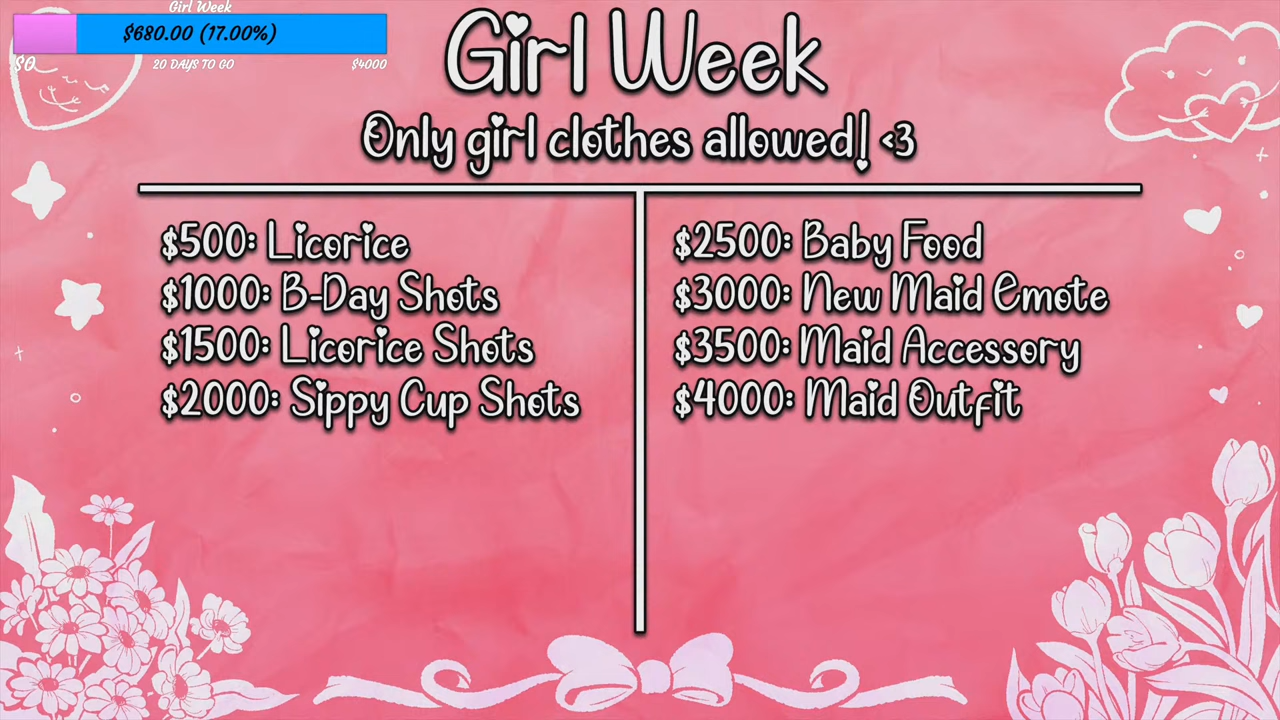 Girl Week
$680.00 (17.00%)
$0
20 DAYS TO GO
$4000
Girl Week
Only girl clothes allowed! <3
$500: Licorice
$1000: B-Day Shots
$1500: Licorice Shots
$2000: Sippy Cup Shots
$2500: Baby Food
$3000: New Maid Emote
$3500: Maid Accessory
$4000: Maid Outfit